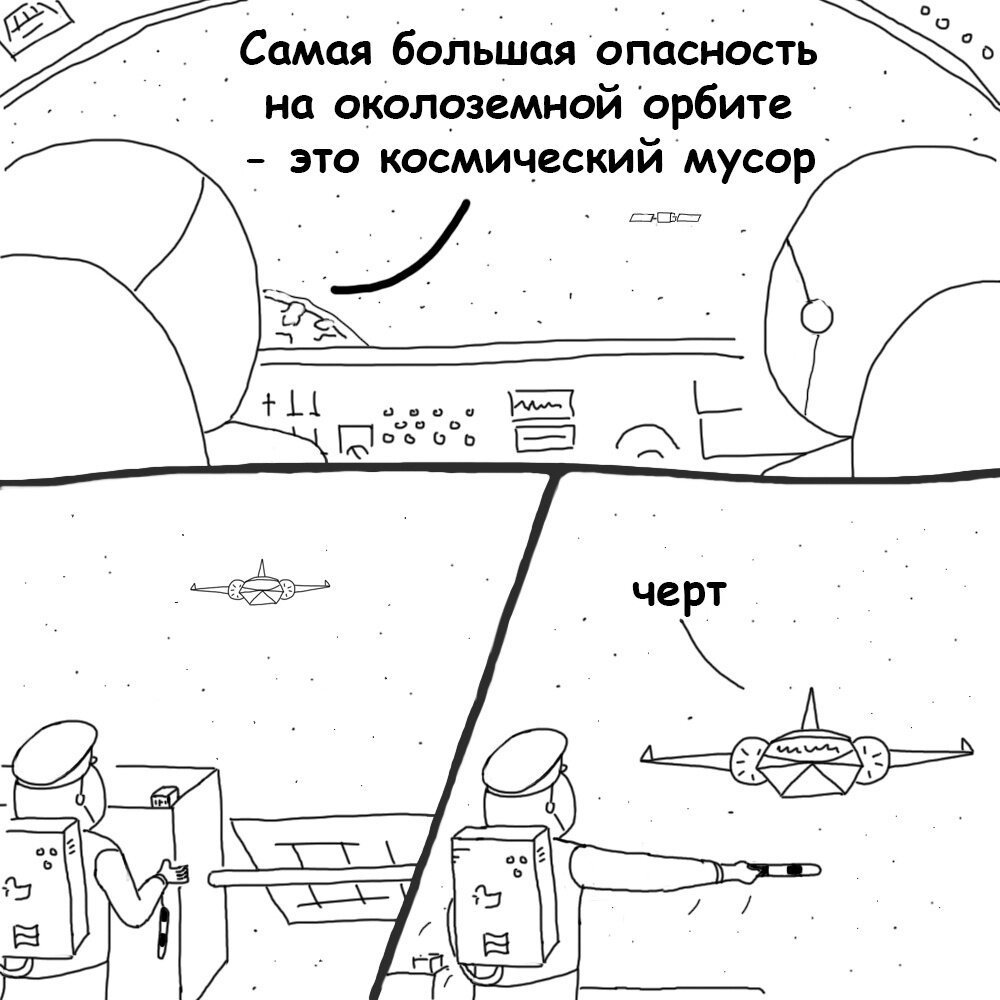 Самая большая опасность
на околоземной орбите
- это космический мусор
черт